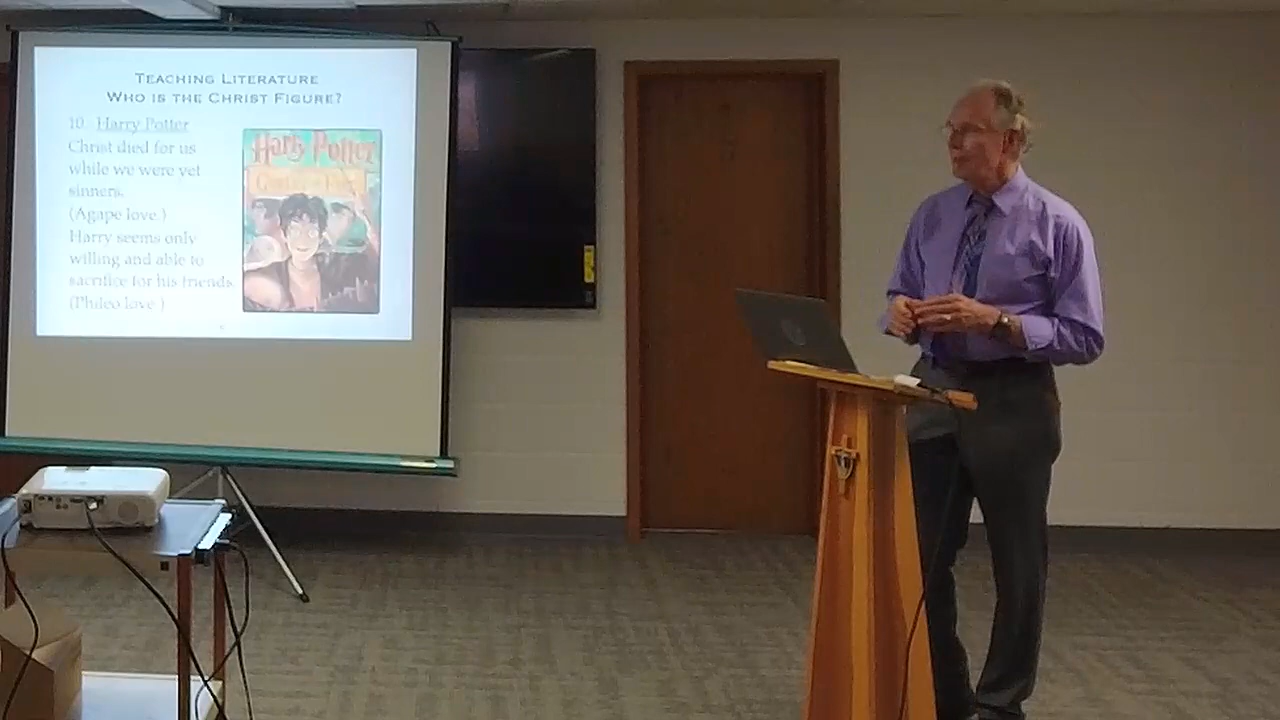 TEACHING LITERATURE
WHO IS THE CHRIST FIGURE?
10. Harry Potter
Christ died for us
while we were yet
sinners.
(Agape love.)
Harry seems only
willing and able to
sacrifice for his friends.
(Phileo love.)
Harry Potter